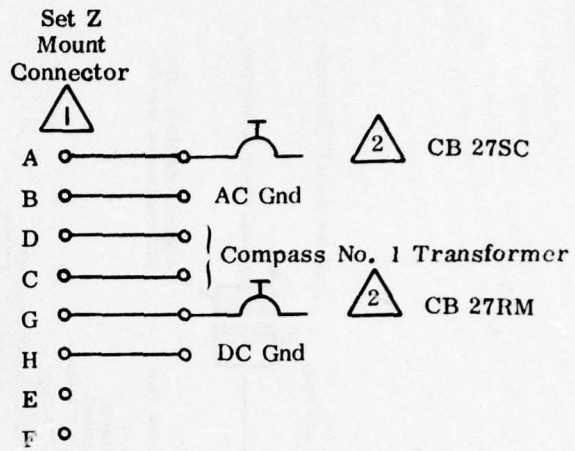 Set Z
Mount
Connector
1
A 2 CB 27SC
B AC Gnd
D
Compass No. 1 Transformer
C
G 2 CB 27RM
H DC Gnd
E
F